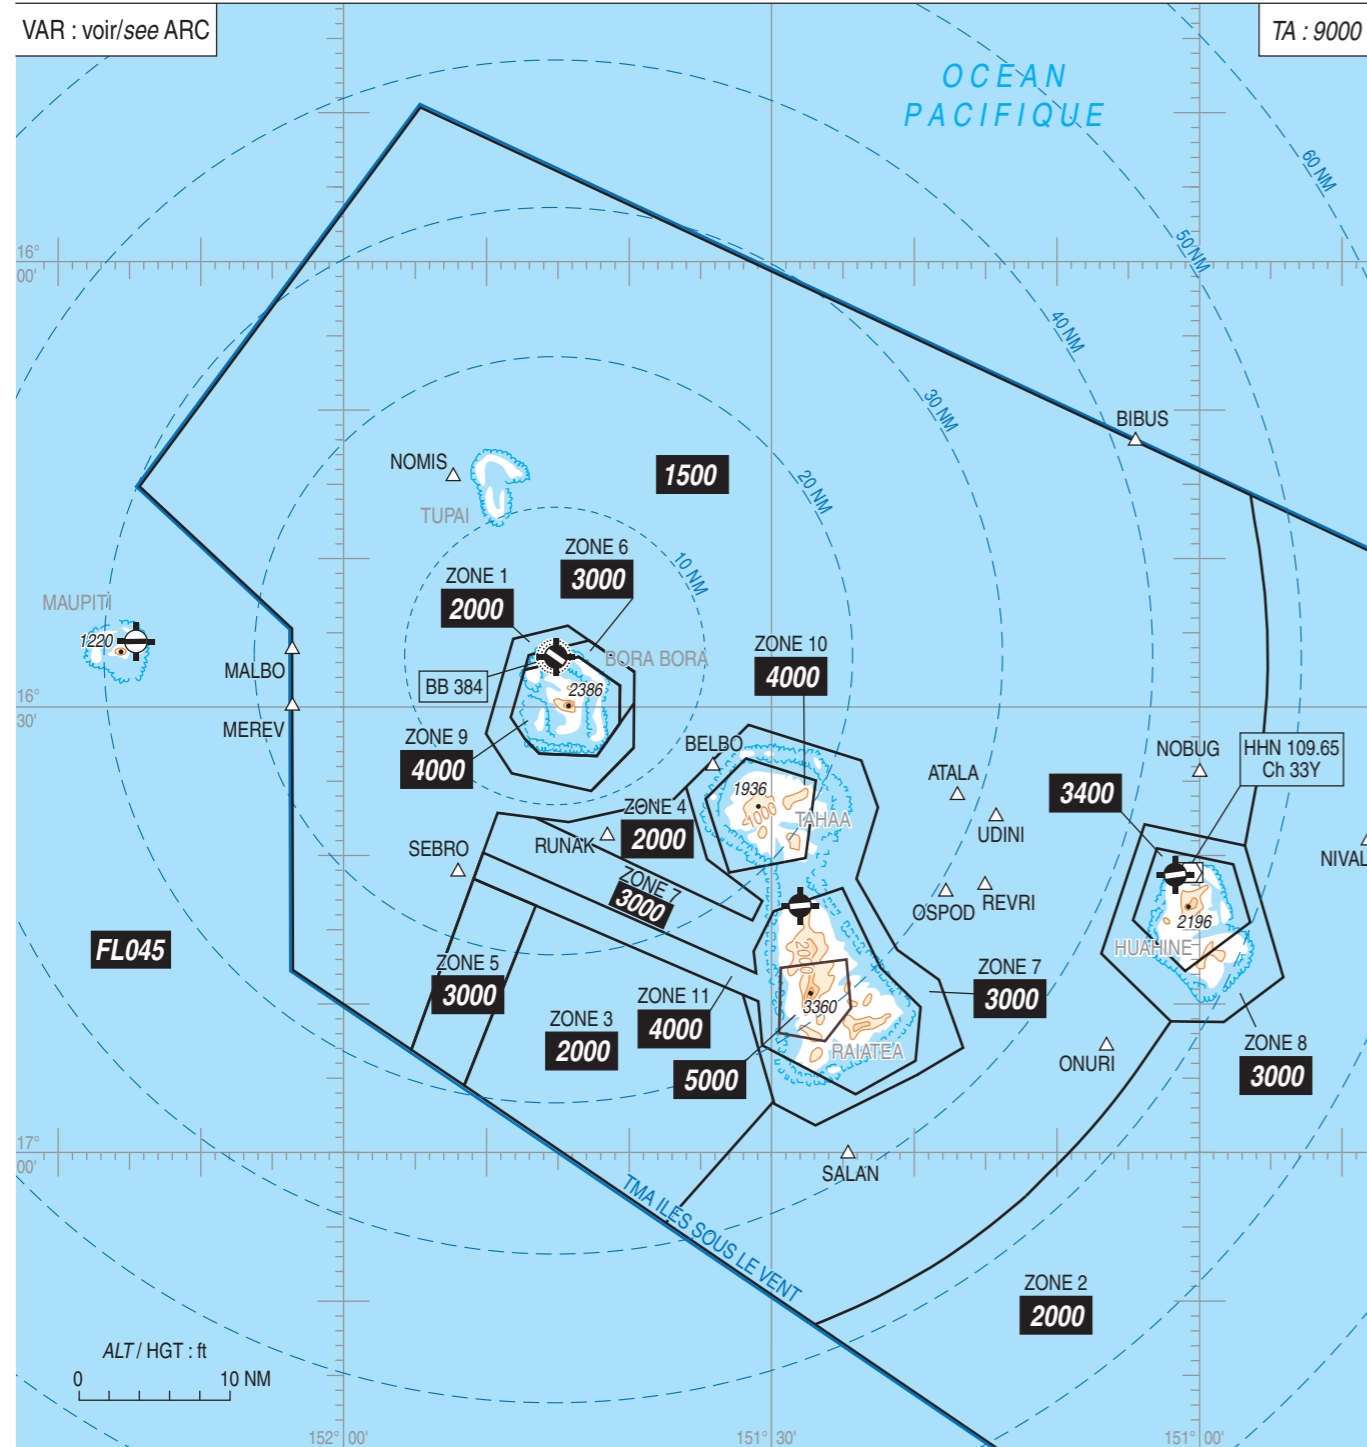 VAR : voir/see ARC
TA : 9000
OCEAN
PACIFIQUE
60 NM
50 NM
40 NM
30 NM
20 NM
10 NM
16°
00'
BIBUS
NOMIS
1500
TUPAI
ZONE 6
3000
ZONE 1
2000
MAUPITI
1220
BORA BORA
ZONE 10
4000
MALBO
BB 384
2386
16°
30'
MEREV
ZONE 9
4000
BELBO
NOBUG
HHN 109.65
Ch 33Y
ATALA
3400
1936
1000
TAHAA
ZONE 4
2000
UDINI
RUNAK
SEBRO
NIVAL
ZONE 7
3000
REVRI
OSPOD
2196
HUAHINE
FL045
2000
ZONE 5
3000
ZONE 7
3000
ZONE 11
4000
3360
ZONE 3
2000
RAIATEA
ONURI
ZONE 8
3000
5000
17°
00'
SALAN
TMA ILES SOUS LE VENT
ZONE 2
2000
ALT / HGT : ft
0
10 NM
152° 00'
151° 30'
151° 00'